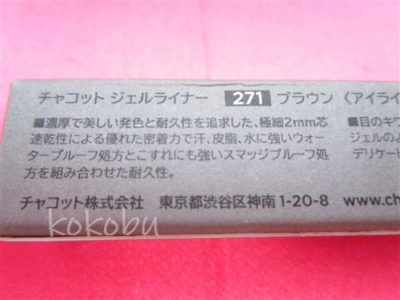 チャコット ジェルライナー 271 ブラウン 〈アイライ
■濃厚で美しい発色と耐久性を追求した、極細2mm芯
速乾性による優れた密着力で汗、皮脂、水に強いウォー
タープルーフ処方とこすれにも強いスマッジプルーフ処
方を組み合わせた耐久性。
■目のキワ
ジェルのよ
デリケート
チャコット株式会社 東京都渋谷区神南1-20-8 www.ch
kokobu